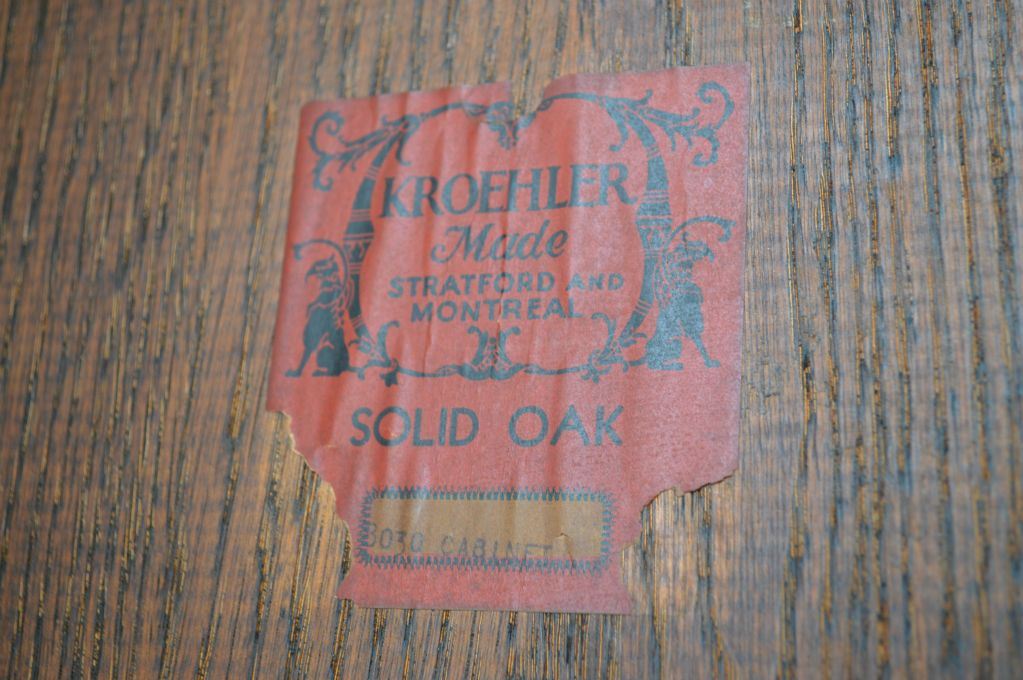 KROEHLER
Made
STRATFORD AND
MONTREAL
SOLID OAK
CABINET